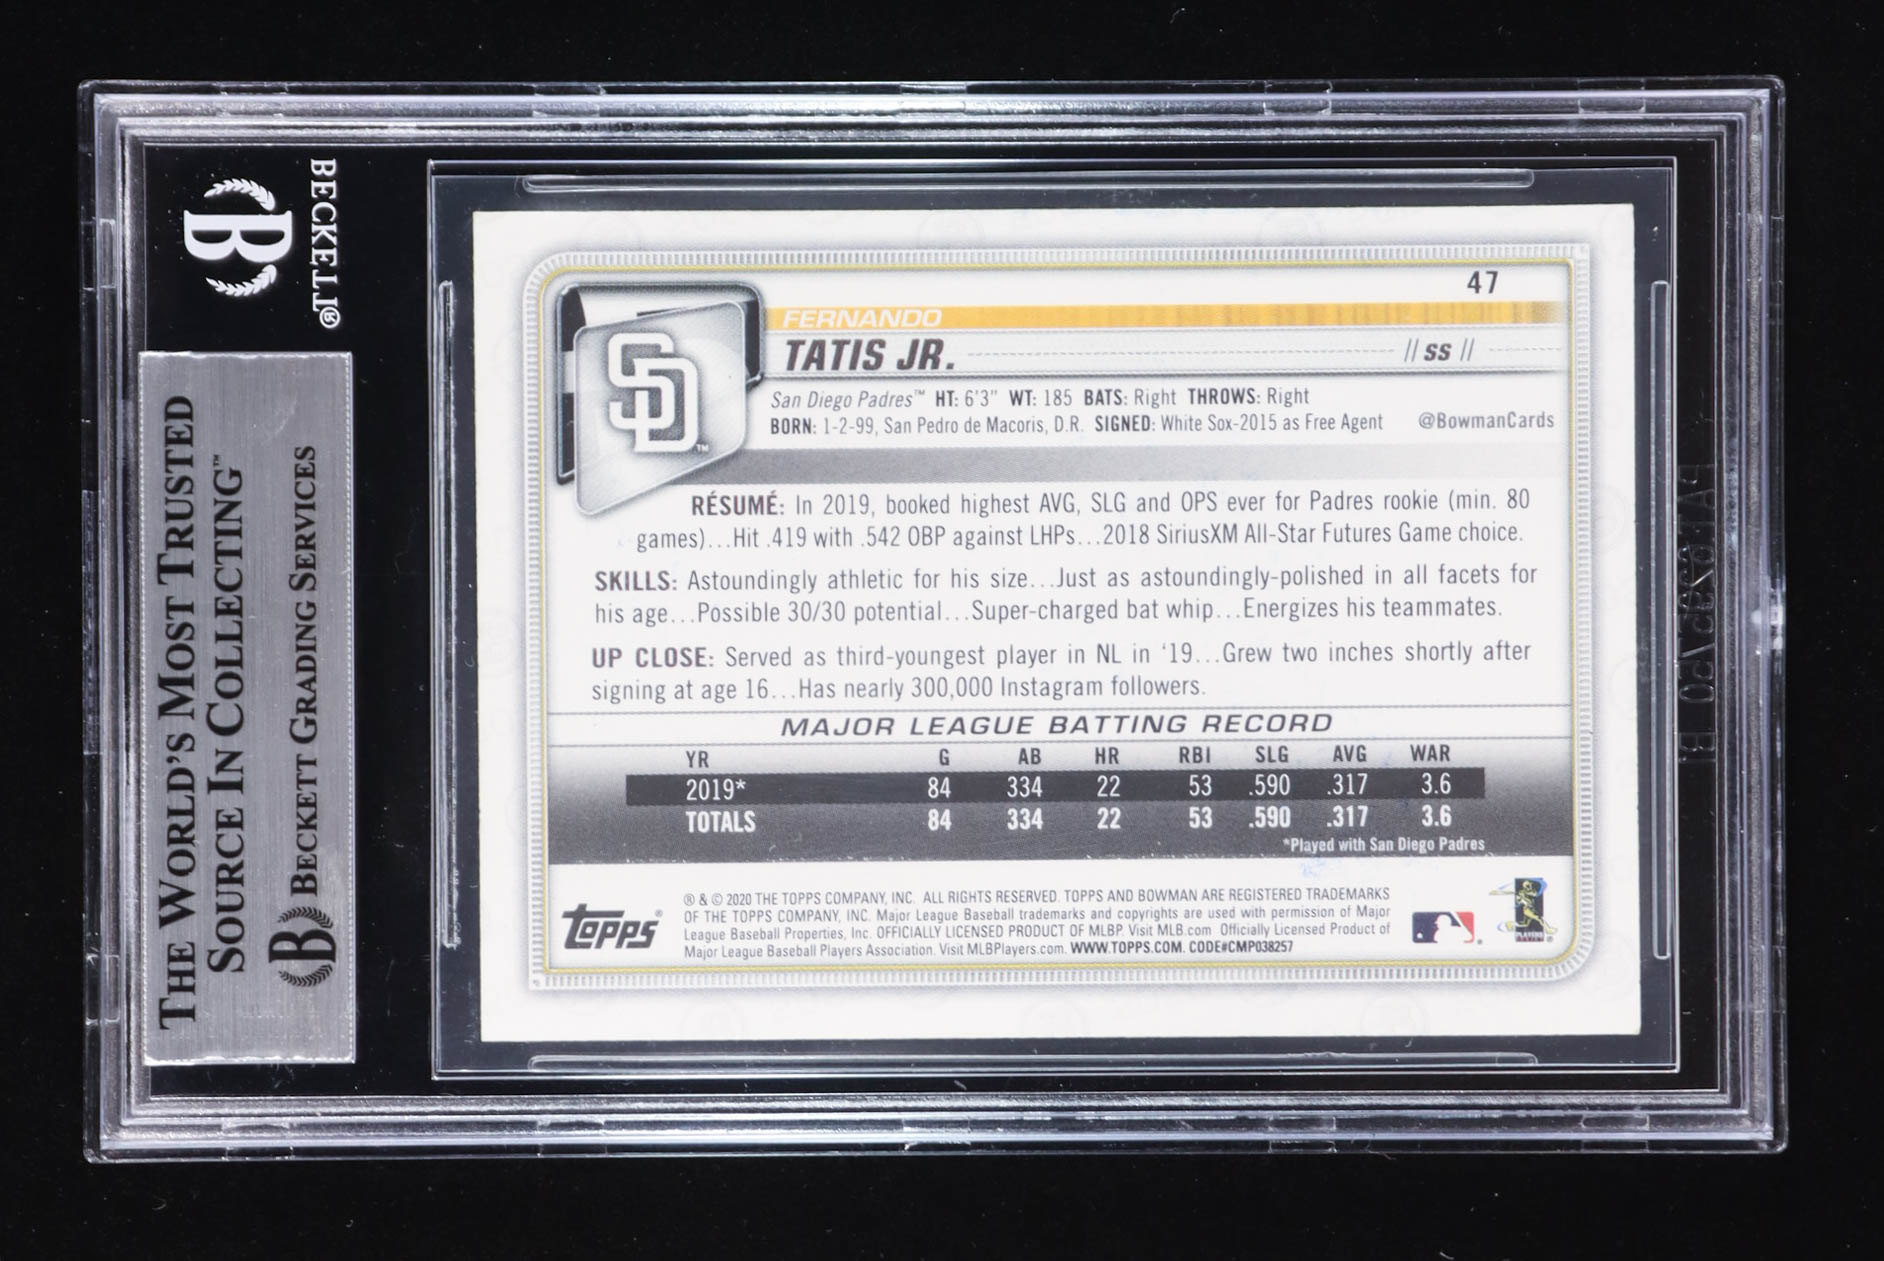 BECKETT®
B
THE WORLD'S MOST TRUSTED
SOURCE IN COLLECTING™
B BECKETT GRADING SERVICES
47
FERNANDO
TATIS JR.
// SS //
SD™
San Diego Padres™ HT: 6'3" WT: 185 BATS: Right THROWS: Right
BORN: 1-2-99, San Pedro de Macoris, D.R. SIGNED: White Sox-2015 as Free Agent @BowmanCards
RÉSUMÉ: In 2019, booked highest AVG, SLG and OPS ever for Padres rookie (min. 80
games)...Hit .419 with .542 OBP against LHPs...2018 SiriusXM All-Star Futures Game choice.
SKILLS: Astoundingly athletic for his size...Just as astoundingly-polished in all facets for
his age...Possible 30/30 potential...Super-charged bat whip...Energizes his teammates.
UP CLOSE: Served as third-youngest player in NL in '19...Grew two inches shortly after
signing at age 16...Has nearly 300,000 Instagram followers.
MAJOR LEAGUE BATTING RECORD
YR G AB HR RBI SLG AVG WAR
2019* 84 334 22 53 .590 .317 3.6
TOTALS 84 334 22 53 .590 .317 3.6
*Played with San Diego Padres
topps®
® & © 2020 THE TOPPS COMPANY, INC. ALL RIGHTS RESERVED. TOPPS AND BOWMAN ARE REGISTERED TRADEMARKS
OF THE TOPPS COMPANY, INC. Major League Baseball trademarks and copyrights are used with permission of Major
League Baseball Properties, Inc. OFFICIALLY LICENSED PRODUCT OF MLBP. Visit MLB.com Officially Licensed Product of
Major League Baseball Players Association. Visit MLBPlayers.com. WWW.TOPPS.COM. CODE#CMP038257